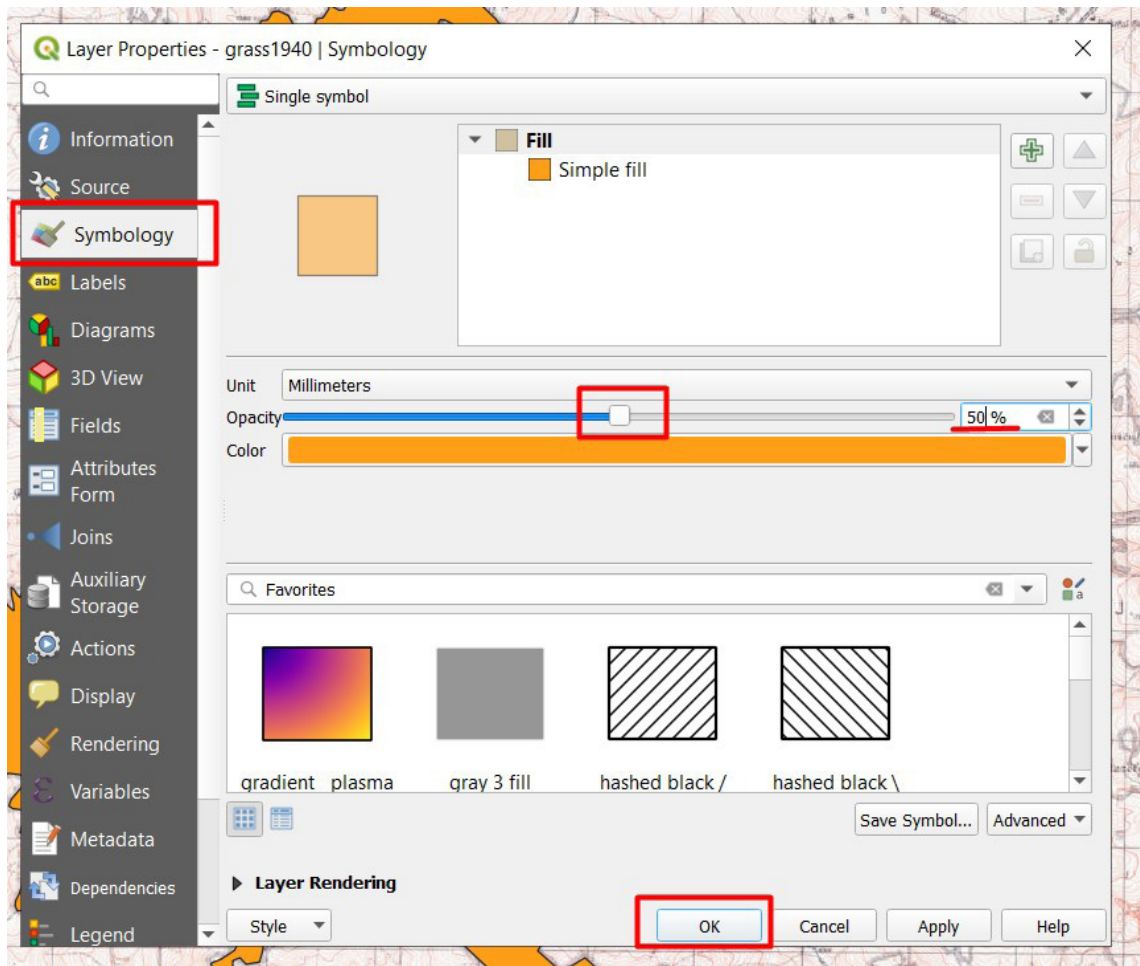 Layer Properties - grass1940 | Symbology
Single symbol
Information
Source
Symbology
abc Labels
Diagrams
3D View
Fields
Attributes
Form
Joins
Auxiliary
Storage
Actions
Display
Rendering
Variables
Metadata
Dependencies
Legend
Fill
Simple fill
Unit Millimeters
Opacity 50 %
Color
Favorites
a
gradient plasma gray 3 fill hashed black / hashed black \
Save Symbol... Advanced
Layer Rendering
Style OK Cancel Apply Help